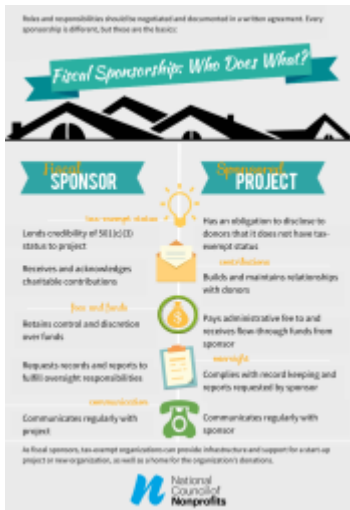 Roles and responsibilities should be negotiated and documented in a written agreement. Every
sponsorship is different, but these are the basics:
Fiscal Sponsorship: Who Does What?
Fiscal
SPONSOR
Sponsored
PROJECT
tax-exempt status
Lends credibility of 501(c)(3)
status to project
Has an obligation to disclose to
donors that it does not have tax-
exempt status
contributions
Receives and acknowledges
charitable contributions
Builds and maintains relationships
with donors
fees and funds
Retains control and discretion
over funds
Pays administrative fee to and
receives flow-through funds from
sponsor
oversight
Requests records and reports to
fulfill oversight responsibilities
Complies with record keeping and
reports requested by sponsor
communication
Communicates regularly with
project
Communicates regularly with
sponsor
As fiscal sponsors, tax-exempt organizations can provide infrastructure and support for a start-up
project or new organization, as well as a home for the organization's donations.
National
Council of
Nonprofits